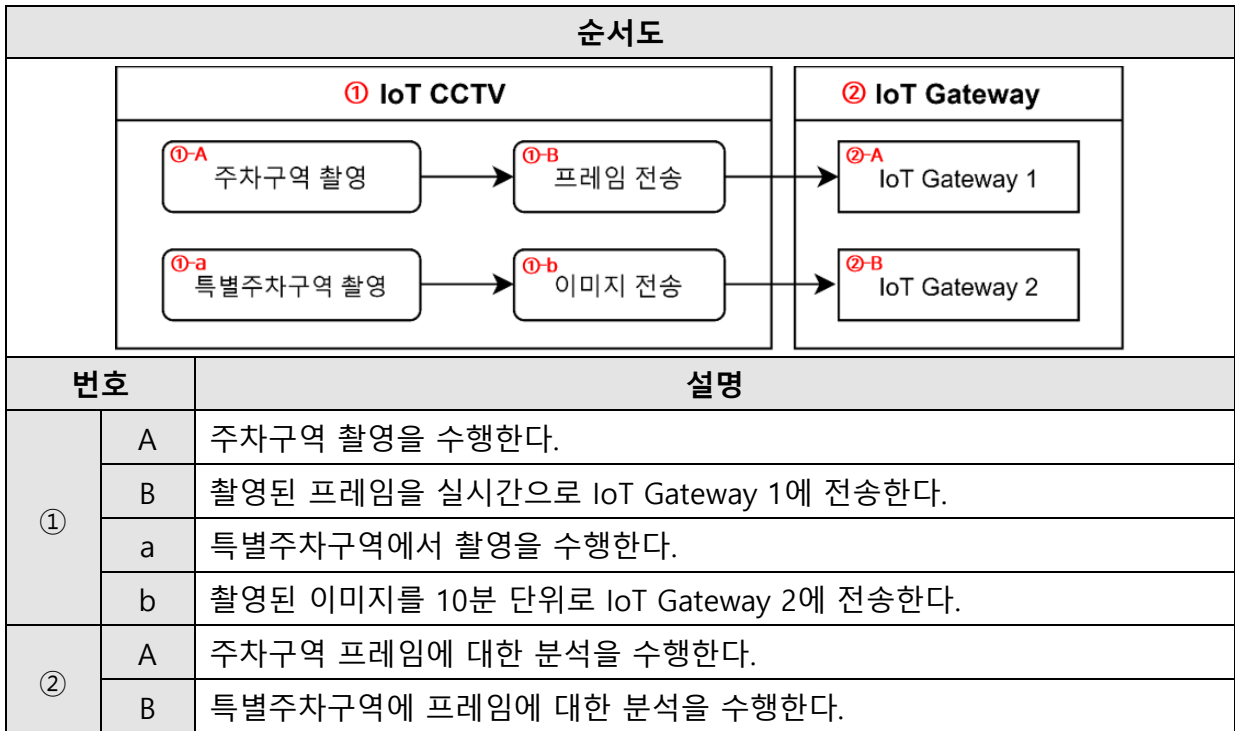 순서도
① IoT CCTV
② IoT Gateway
①-A
주차구역 촬영
①-B
프레임 전송
②-A
IoT Gateway 1
①-a
특별주차구역 촬영
①-b
이미지 전송
②-B
IoT Gateway 2
번호 설명
① A 주차구역 촬영을 수행한다.
B 촬영된 프레임을 실시간으로 IoT Gateway 1에 전송한다.
a 특별주차구역에서 촬영을 수행한다.
b 촬영된 이미지를 10분 단위로 IoT Gateway 2에 전송한다.
② A 주차구역 프레임에 대한 분석을 수행한다.
B 특별주차구역에 프레임에 대한 분석을 수행한다.